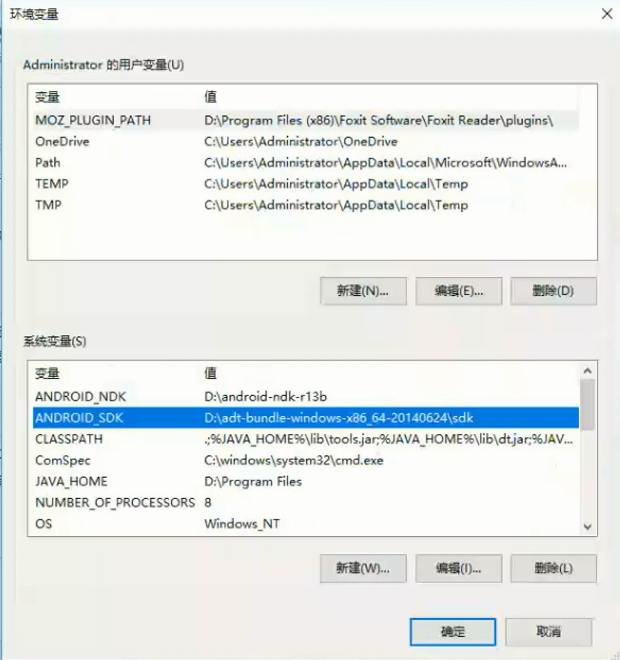 环境变量
Administrator 的用户变量(U)
变量 值
MOZ_PLUGIN_PATH D:\Program Files (x86)\Foxit Software\Foxit Reader\plugins\
OneDrive C:\Users\Administrator\OneDrive
Path C:\Users\Administrator\AppData\Local\Microsoft\WindowsA...
TEMP C:\Users\Administrator\AppData\Local\Temp
TMP C:\Users\Administrator\AppData\Local\Temp
新建(N)... 编辑(E)... 删除(D)
系统变量(S)
变量 值
ANDROID_NDK D:\android-ndk-r13b
ANDROID_SDK D:\adt-bundle-windows-x86_64-20140624\sdk
CLASSPATH .;%JAVA_HOME%\lib\tools.jar;%JAVA_HOME%\lib\dt.jar;%JAV...
ComSpec C:\windows\system32\cmd.exe
JAVA_HOME D:\Program Files
NUMBER_OF_PROCESSORS 8
OS Windows_NT
新建(W)... 编辑(I)... 删除(L)
确定 取消